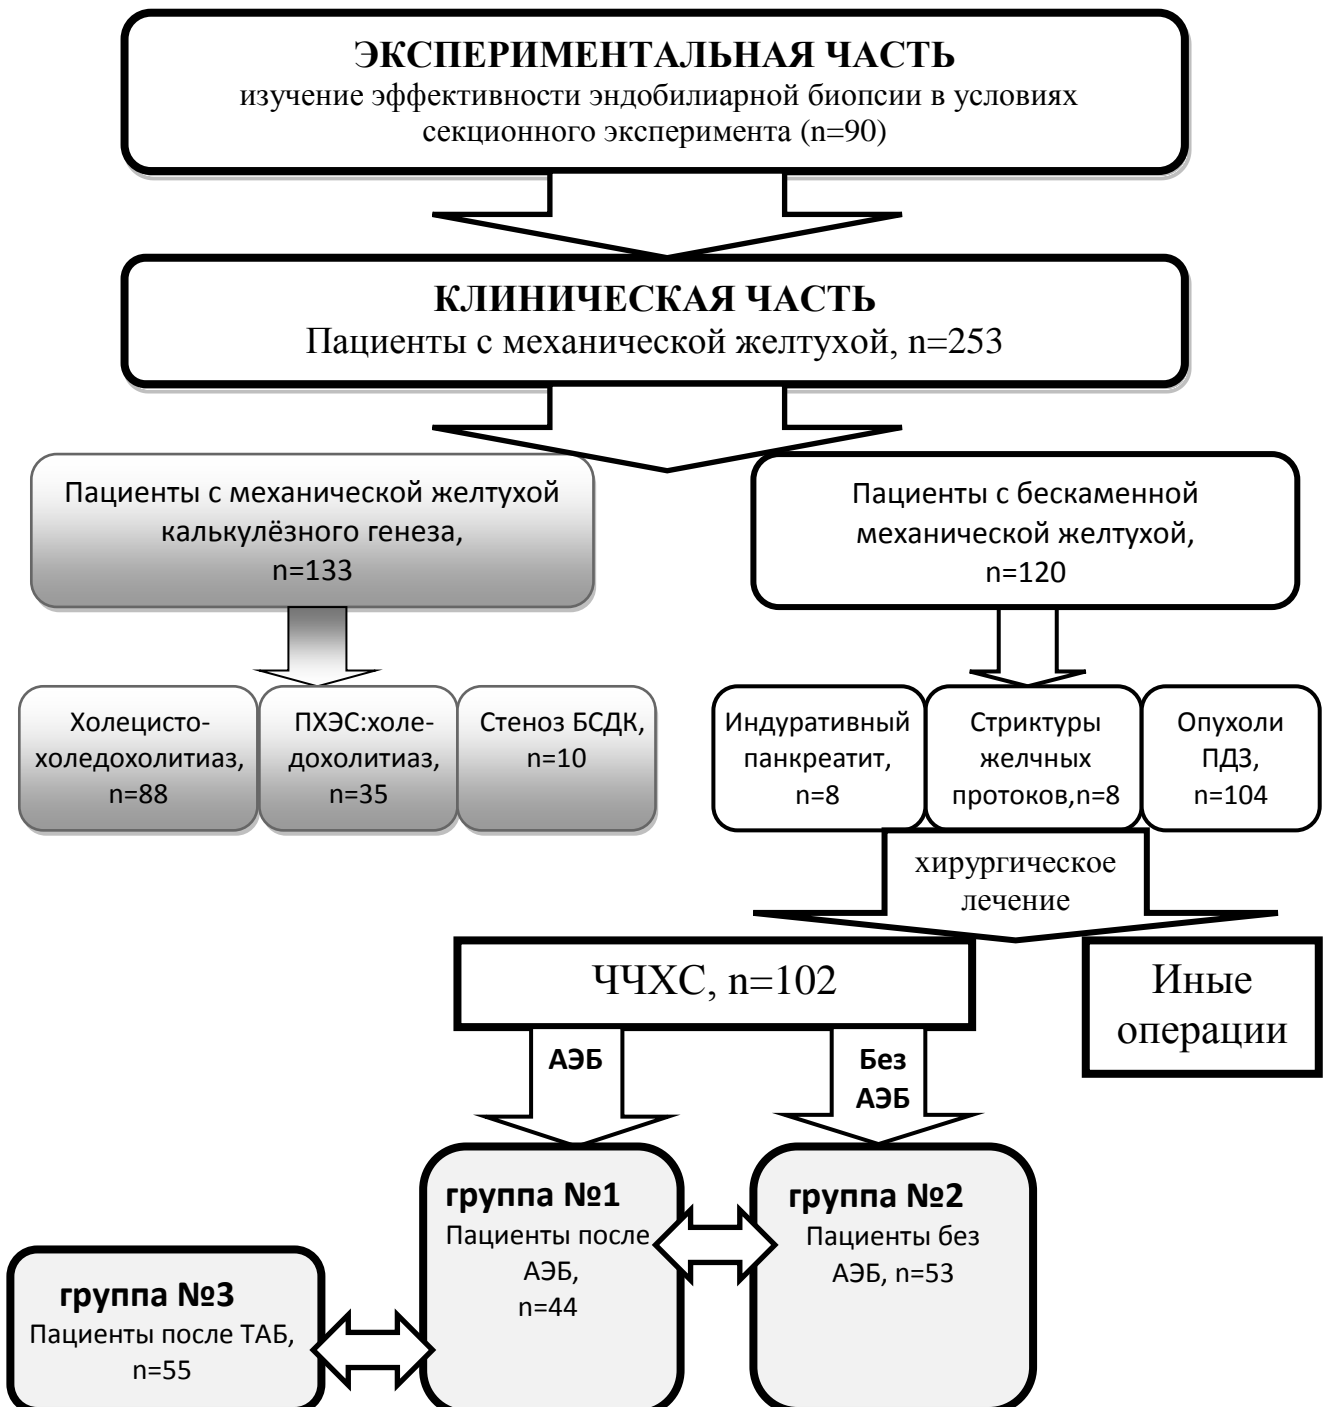 ЭКСПЕРИМЕНТАЛЬНАЯ ЧАСТЬ
изучение эффективности эндобилиарной биопсии в условиях
секционного эксперимента (n=90)
КЛИНИЧЕСКАЯ ЧАСТЬ
Пациенты с механической желтухой, n=253
Пациенты с механической желтухой
калькулёзного генеза,
n=133
Пациенты с бескаменной
механической желтухой,
n=120
Холецисто-
холедохолитиаз,
n=88
ПХЭС:холе-
дохолитиаз,
n=35
Стеноз БСДК,
n=10
Индуративный
панкреатит,
n=8
Стриктуры
желчных
протоков,n=8
Опухоли
ПДЗ,
n=104
хирургическое
лечение
ЧЧХС, n=102
Иные
операции
АЭБ
Без
АЭБ
группа №1
Пациенты после
АЭБ,
n=44
группа №2
Пациенты без
АЭБ, n=53
группа №3
Пациенты после ТАБ,
n=55